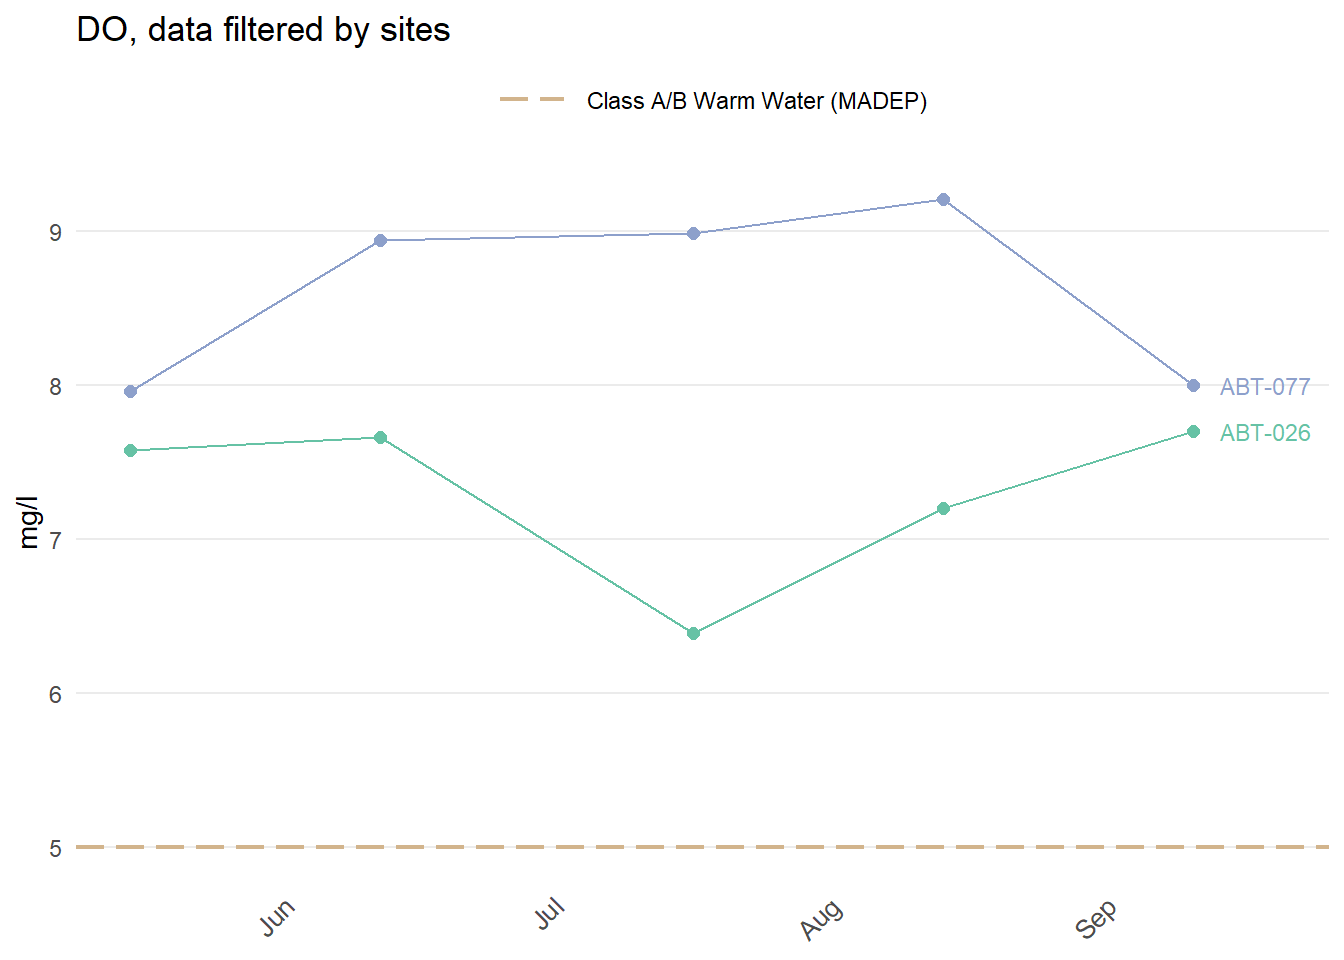 DO, data filtered by sites
Class A/B Warm Water (MADEP)
9
8
7
6
5
mg/l
ABT-077
ABT-026
Jun
Jul
Aug
Sep